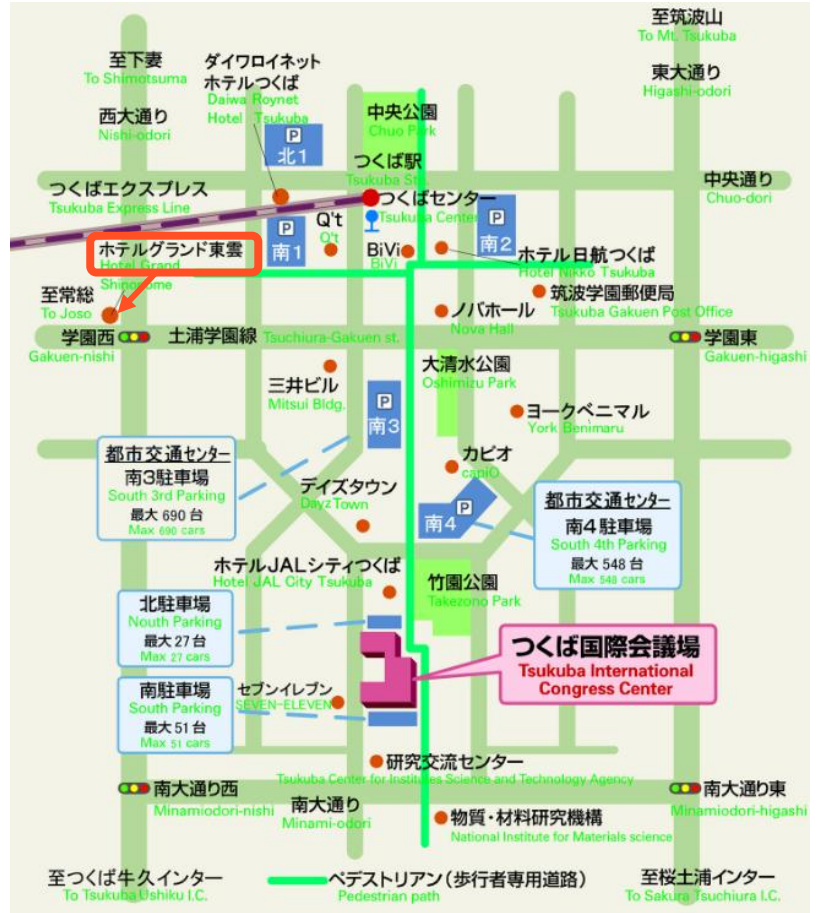 至筑波山
To Mt. Tsukuba
至下妻
To Shimotsuma
ダイワロイネット
ホテルつくば
Daiwa Roynet
Hotel Tsukuba
東大通り
Higashi-odori
西大通り
Nishi-odori
中央公園
Chuo Park
P
北1
つくば駅
Tsukuba Sta.
つくばエクスプレス
Tsukuba Express Line
つくばセンター
Tsukuba Center
中央通り
Chuo-dori
P
南1
Q't
Q't
BiVi
BiVi
P
南2
ホテルグランド東雲
Hotel Grand
Shinonome
ホテル日航つくば
Hotel Nikko Tsukuba
至常総
To Joso
ノバホール
Nova Hall
筑波学園郵便局
Tsukuba Gakuen Post Office
学園西
Gakuen-nishi
土浦学園線
Tsuchiura-Gakuen st.
学園東
Gakuen-higashi
三井ビル
Mitsui Bldg.
大清水公園
Oshimizu Park
P
南3
ヨークベニマル
York Benimaru
都市交通センター
南3駐車場
South 3rd Parking
最大 690 台
Max 690 cars
カピオ
capiO
デイズタウン
Dayz Town
P
南4
都市交通センター
南4駐車場
South 4th Parking
最大 548 台
Max 548 cars
ホテルJALシティつくば
Hotel JAL City Tsukuba
竹園公園
Takezono Park
北駐車場
Nouth Parking
最大 27 台
Max 27 cars
つくば国際会議場
Tsukuba International
Congress Center
南駐車場
South Parking
最大 51 台
Max 51 cars
セブンイレブン
SEVEN-ELEVEN
研究交流センター
Tsukuba Center for Institutes Science and Technology Agency
南大通り西
Minamiodori-nishi
南大通り
Minami-odori
南大通り東
Minamiodori-higashi
物質・材料研究機構
National Institute for Materials science
至つくば牛久インター
To Tsukuba Ushiku I.C.
ペデストリアン(歩行者専用道路)
Pedestrian path
至桜土浦インター
To Sakura Tsuchiura I.C.